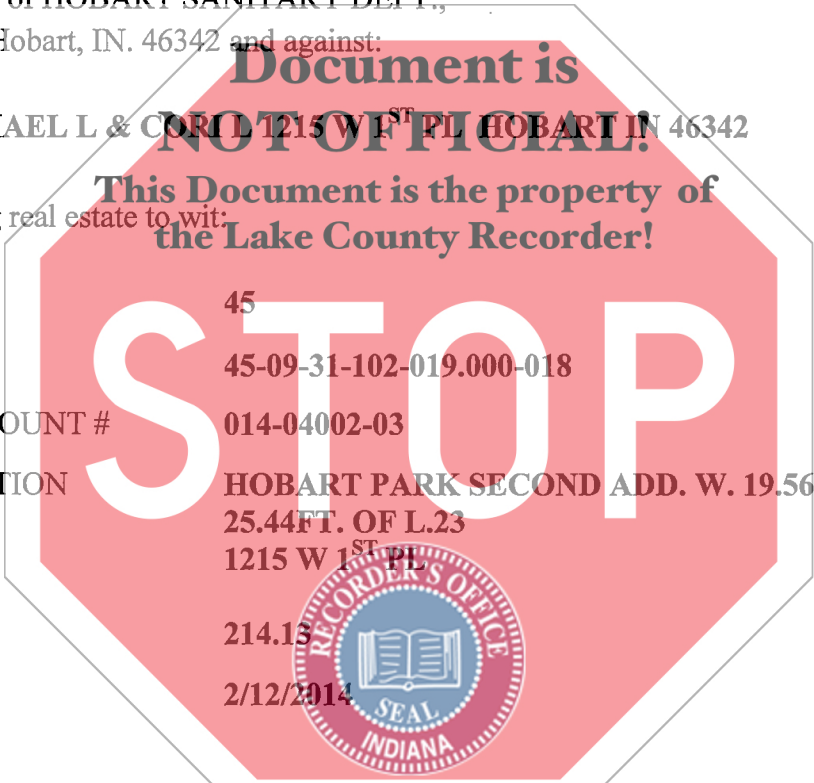 of HOBART SANITARY DEPT.,
Hobart, IN. 46342 and against:
Document is
AEL L & CORI L 1215 W 1ST PL HOBART IN 46342
NOT OFFICIAL!
This Document is the property of
real estate to wit:
the Lake County Recorder!
STOP
45
45-09-31-102-019.000-018
OUNT # 014-04002-03
TION HOBART PARK SECOND ADD. W. 19.56
25.44FT. OF L.23
1215 W 1ST PL
214.13
2/12/2014
RECORDER'S OFFICE
SEAL
INDIANA